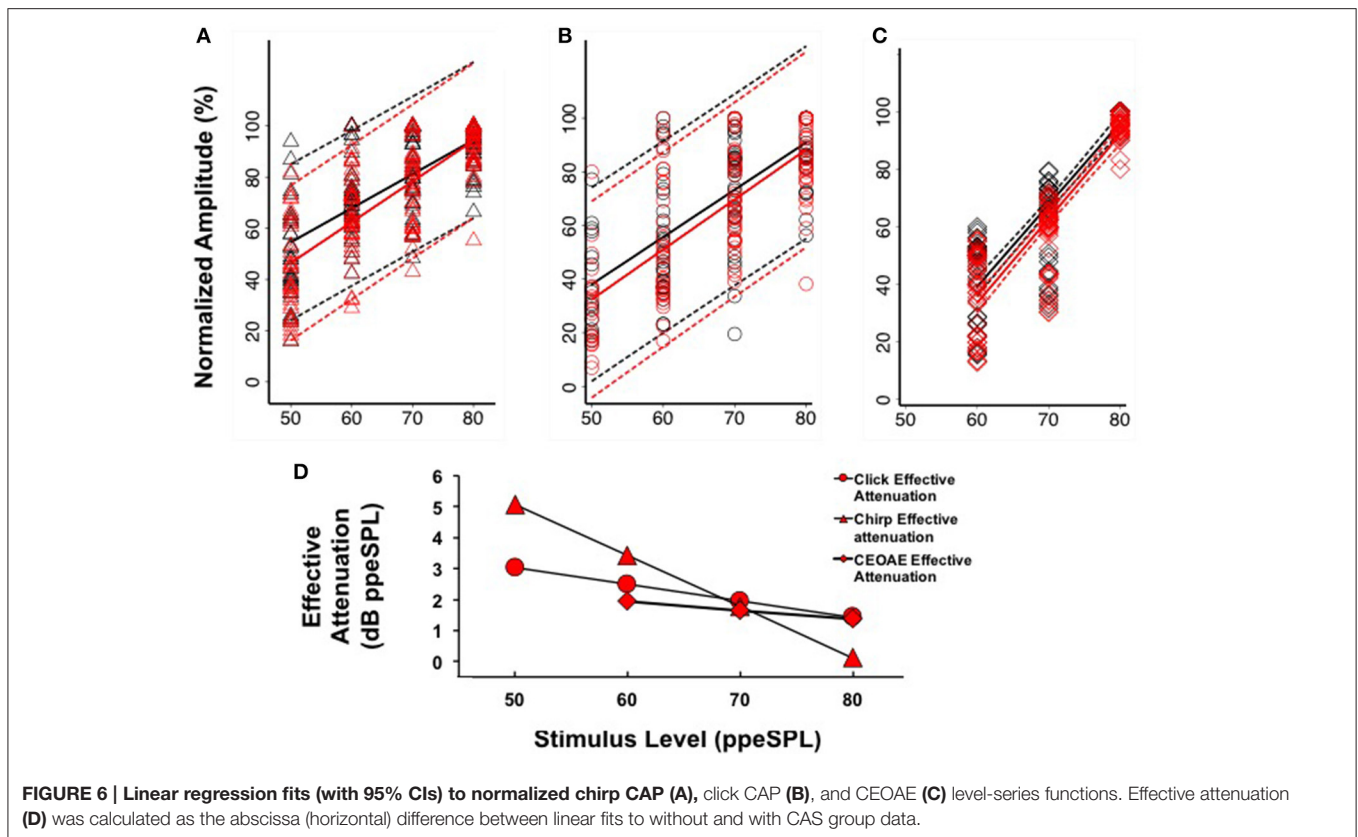 A
B
C
Normalized Amplitude (%)
100
80
60
40
20
0
50 60 70 80
100
80
60
40
20
0
50 60 70 80
100
80
60
40
20
0
50 60 70 80
D
Effective
Attenuation
(dB ppeSPL)
6
5
4
3
2
1
0
50 60 70 80
Stimulus Level (ppeSPL)
Click Effective
Attenuation
Chirp Effective
attenuation
CEOAE Effective
Attenuation
FIGURE 6 | Linear regression fits (with 95% CIs) to normalized chirp CAP (A), click CAP (B), and CEOAE (C) level-series functions. Effective attenuation
(D) was calculated as the abscissa (horizontal) difference between linear fits to without and with CAS group data.